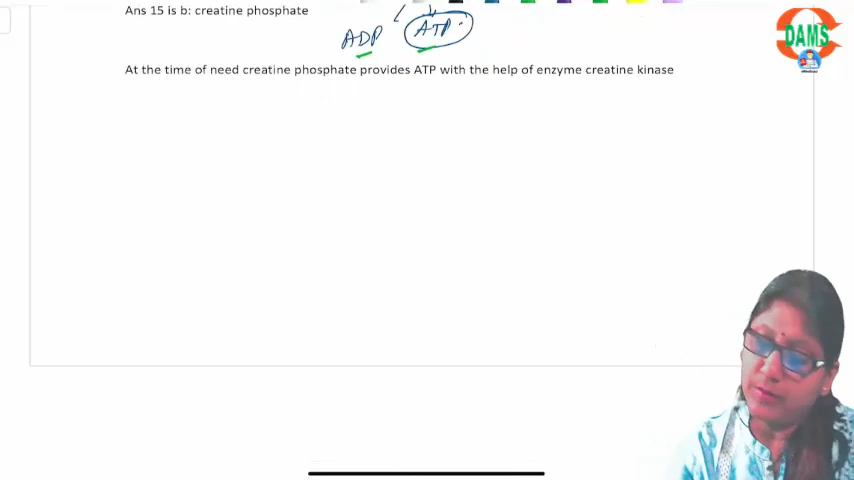 Ans 15 is b: creatine phosphate
ADP ATP
At the time of need creatine phosphate provides ATP with the help of enzyme creatine kinase
DAMS